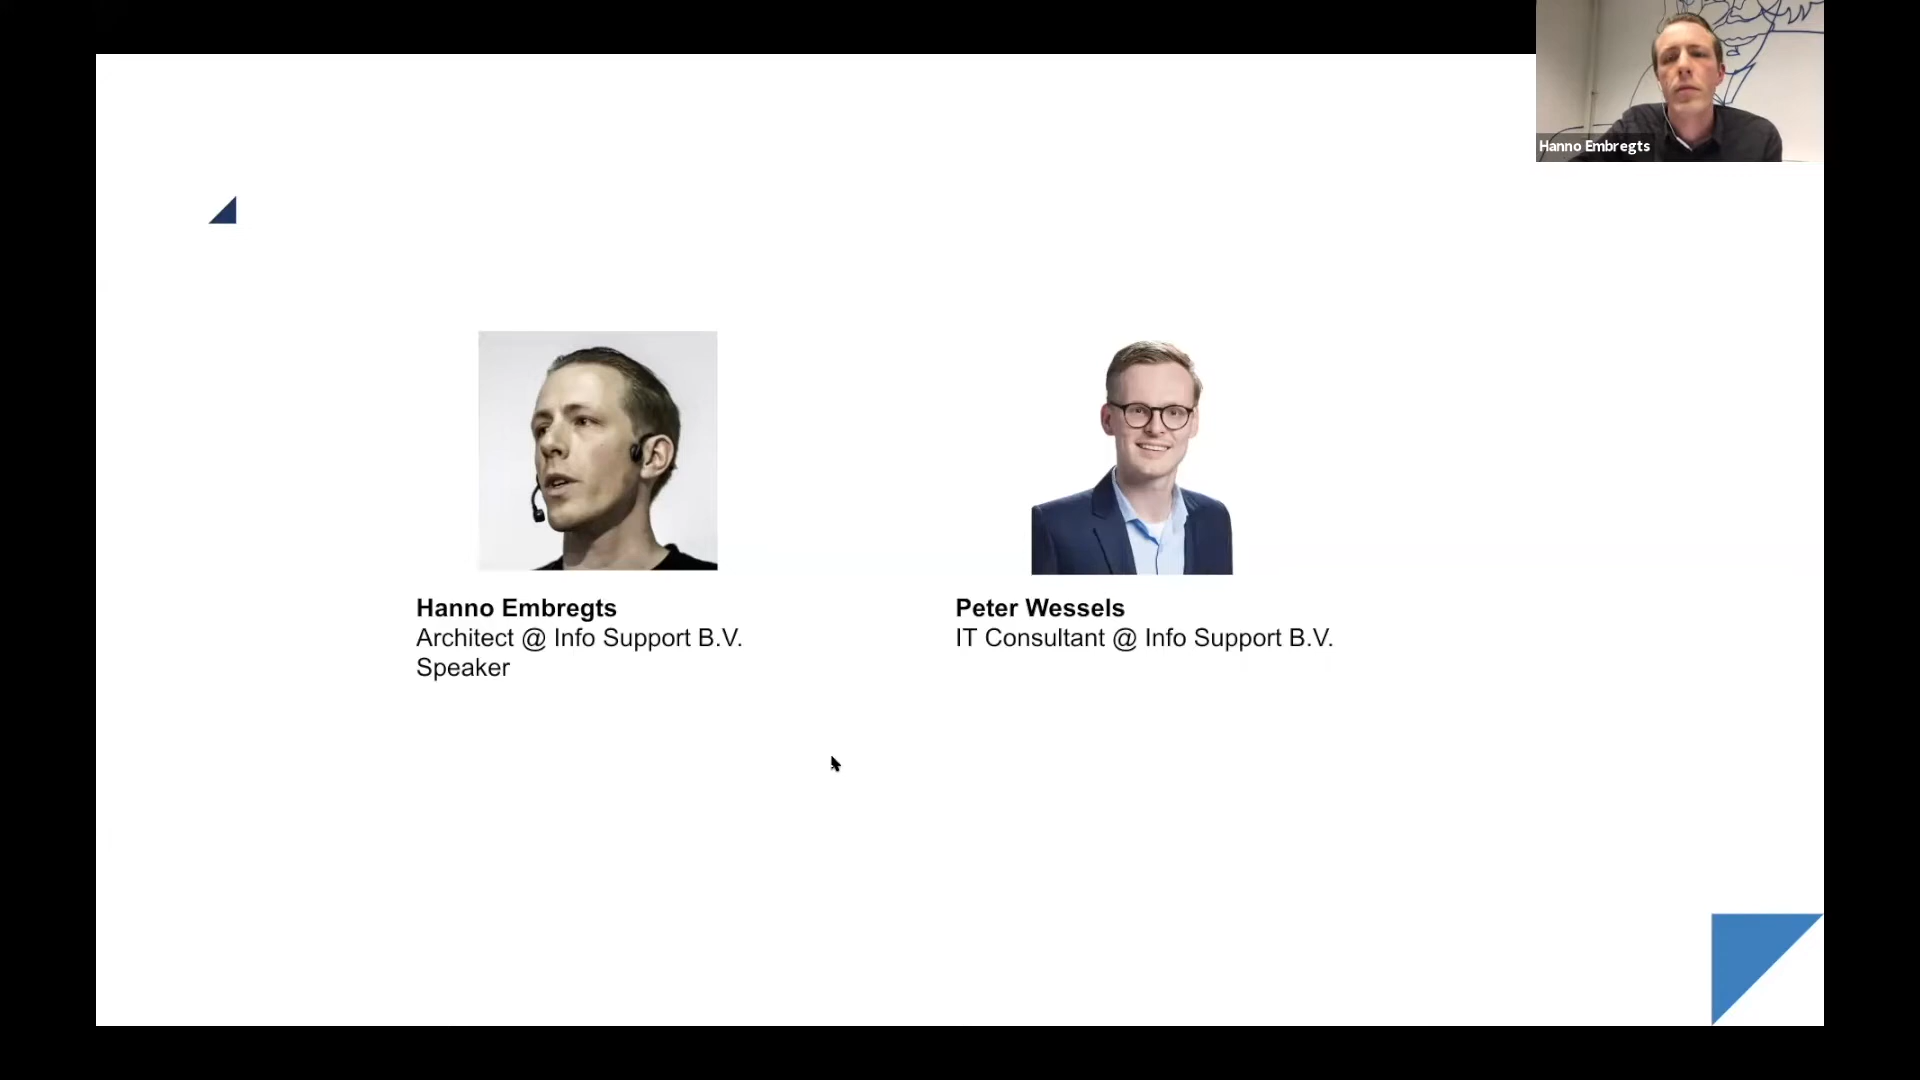 Hanno Embregts
Hanno Embregts
Architect @ Info Support B.V.
Speaker
Peter Wessels
IT Consultant @ Info Support B.V.